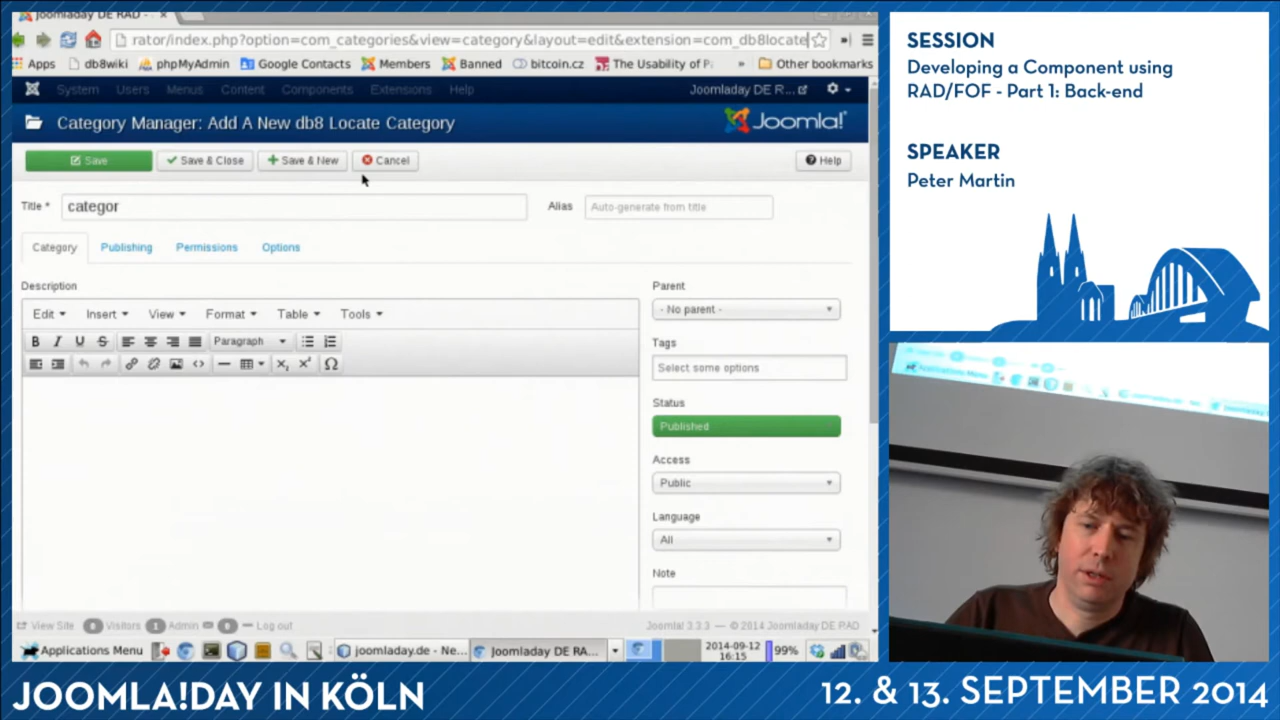 Joomladay DE RAD -
rator/index.php?option=com_categories&view=category&layout=edit&extension=com_db8locate
Apps db8wiki phpMyAdmin Google Contacts Members Banned bitcoin.cz The Usability of P » Other bookmarks
System Users Menus Content Components Extensions Help Joomladay DE R...
Category Manager: Add A New db8 Locate Category Joomla!
Save Save & Close Save & New Cancel Help
Title * categor Alias Auto-generate from title
Category Publishing Permissions Options
Description
Edit Insert View Format Table Tools
B I U S Paragraph
Parent
- No parent -
Tags
Select some options
Status
Published
Access
Public
Language
All
Note
View Site 0 Visitors 1 Admin 0 Log out Joomla! 3.3.3 — © 2014 Joomladay DE RAD
Applications Menu joomladay.de - Ne... Joomladay DE RA... 2014-09-12 16:15 99%
SESSION
Developing a Component using
RAD/FOF - Part 1: Back-end
SPEAKER
Peter Martin
Applications Menu
JOOMLA!DAY IN KÖLN
12. & 13. SEPTEMBER 2014